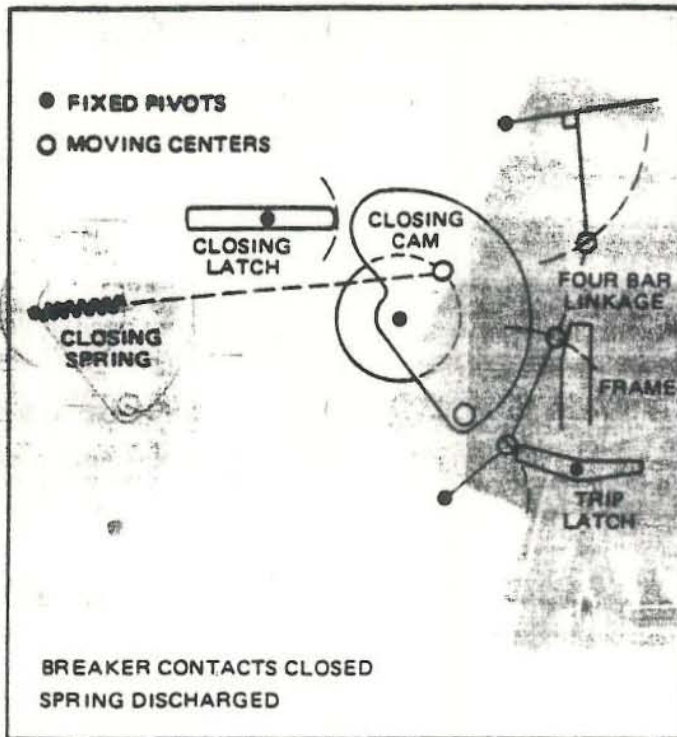 FIXED PIVOTS
MOVING CENTERS
CLOSING
LATCH
CLOSING
CAM
FOUR BAR
LINKAGE
CLOSING
SPRING
FRAME
TRIP
LATCH
BREAKER CONTACTS CLOSED
SPRING DISCHARGED